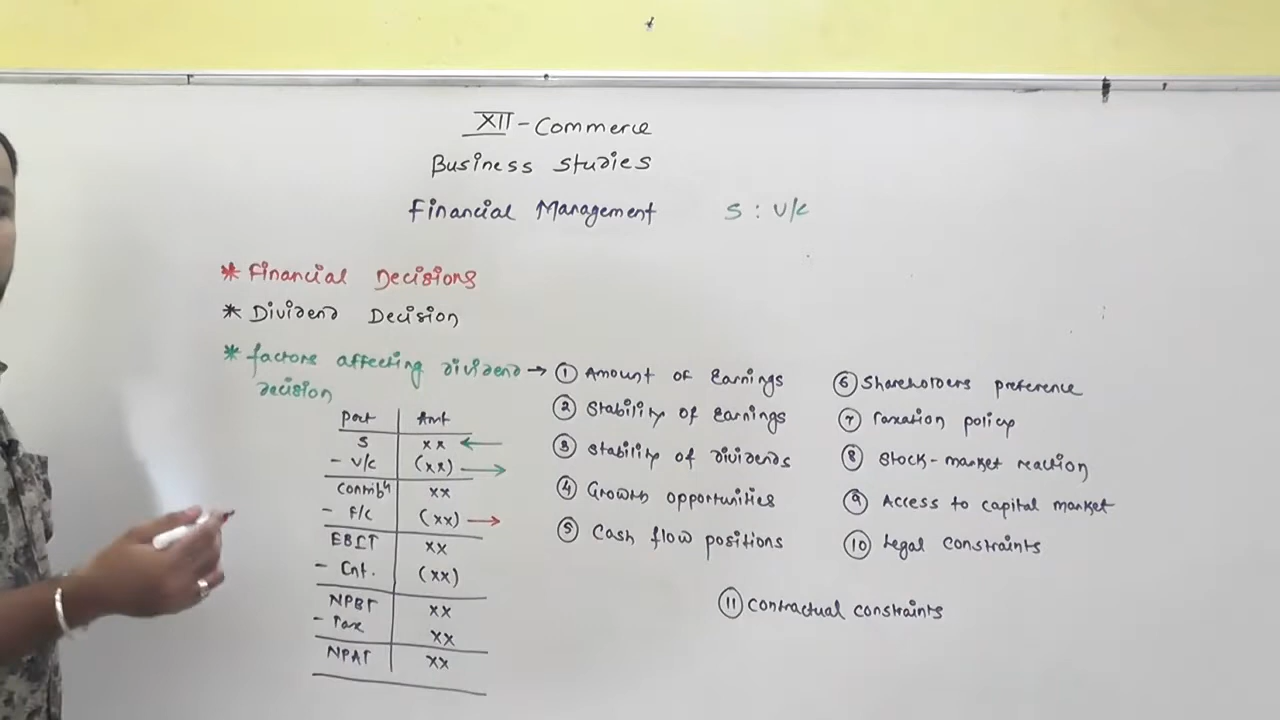 XII - Commerce
Business Studies
Financial Management
S : V/C
* Financial Decisions
* Dividend Decision
* factors affecting dividend → decision
Part Amt
S xx ←
- V/C (xx) →
Contribⁿ xx
- F/C (xx) →
EBIT xx
- Int. (xx)
NPBT xx
- Tax xx
NPAT xx
① Amount of Earnings
② Stability of Earnings
③ Stability of dividends
④ Growth opportunities
⑤ Cash flow positions
⑥ Shareholders preference
⑦ Taxation policy
⑧ Stock-market reaction
⑨ Access to capital market
⑩ Legal constraints
⑪ Contractual constraints